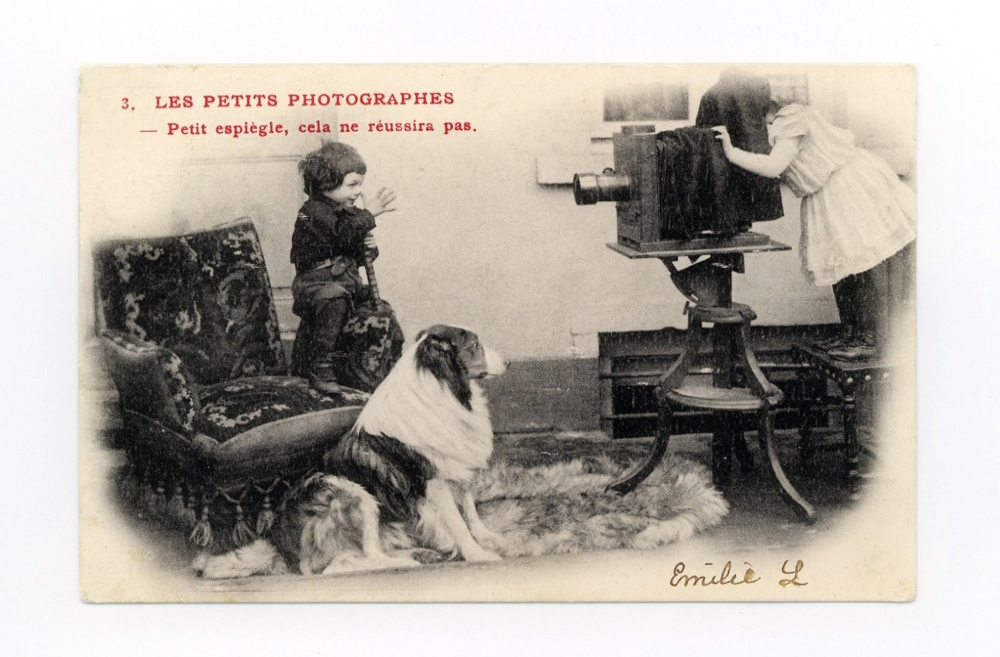 3. LES PETITS PHOTOGRAPHES
— Petit espiègle, cela ne réussira pas.
Emilie L